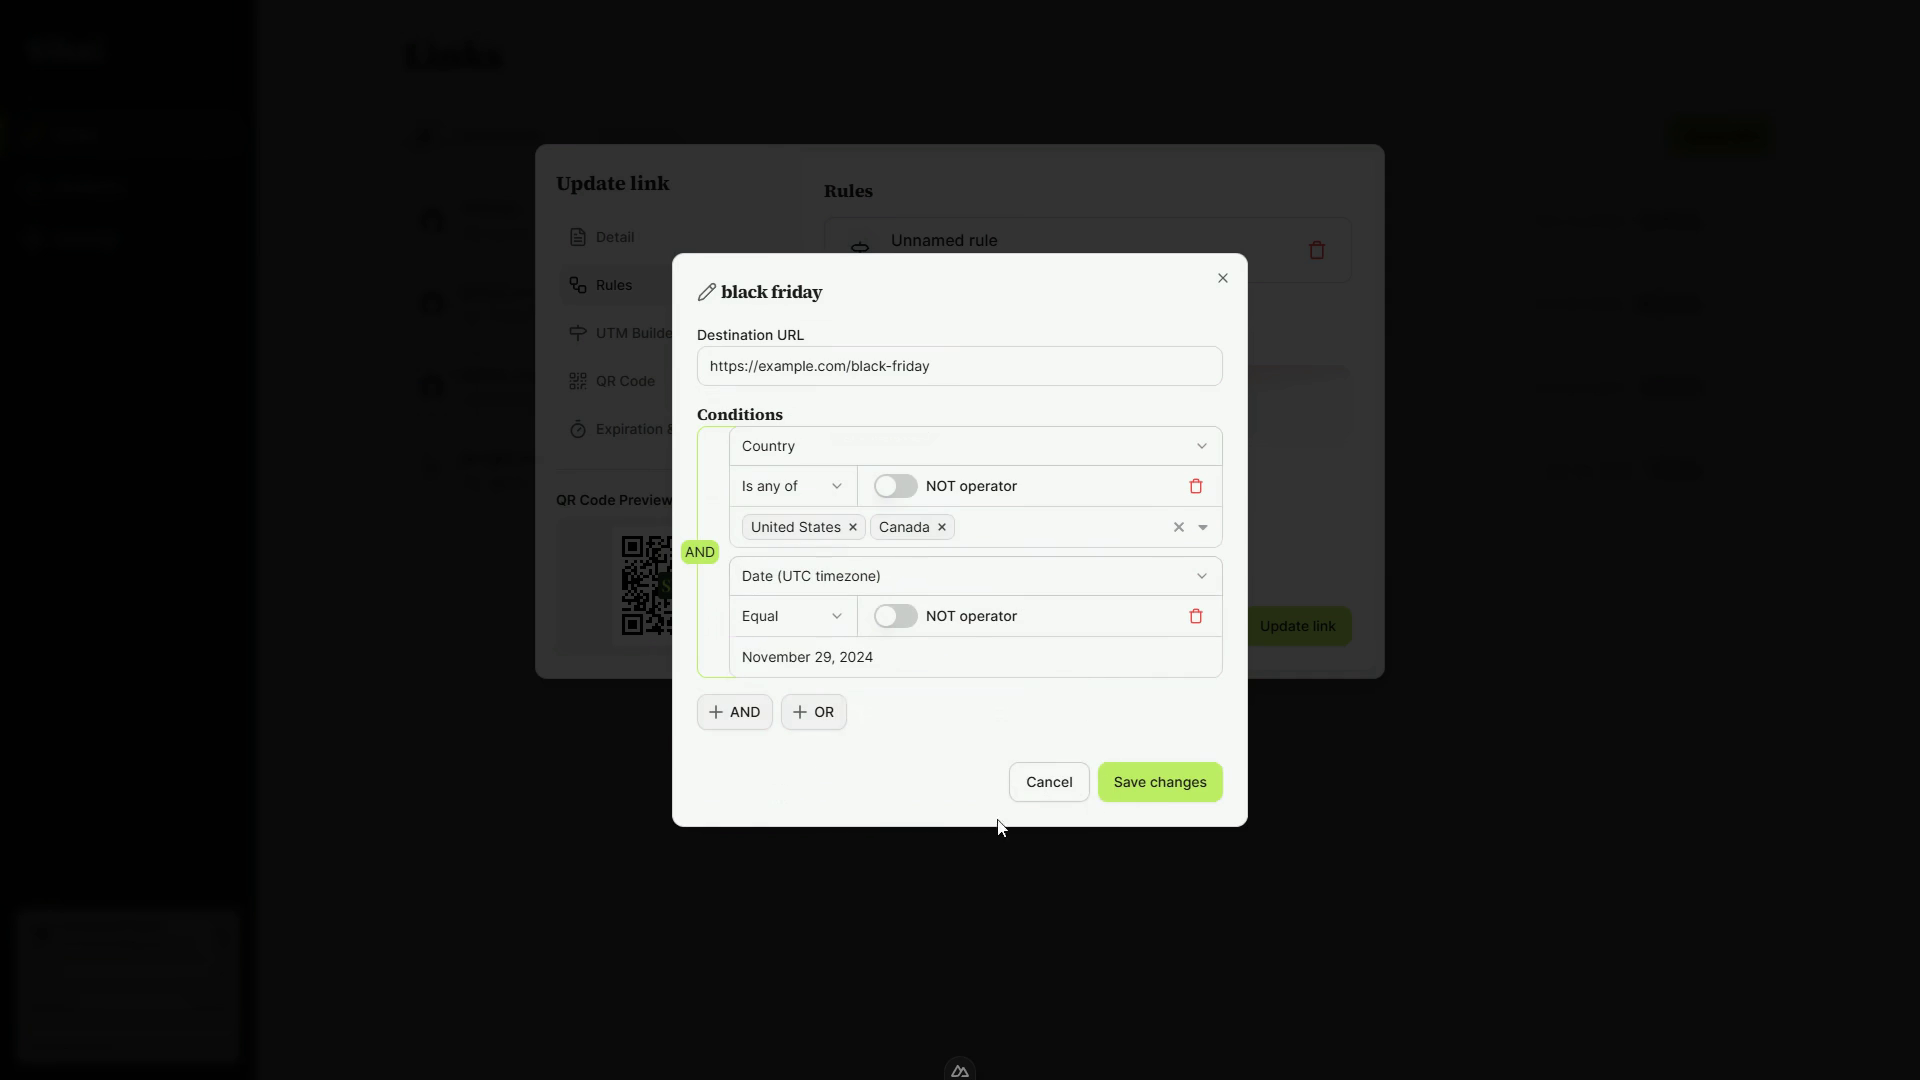 Links
Update link
Detail
Rules
UTM Builde
QR Code
Expiration &
QR Code Preview
Rules
Unnamed rule
Update link
black friday
Destination URL
https://example.com/black-friday
Conditions
AND
Country
Is any of
NOT operator
United States
Canada
Date (UTC timezone)
Equal
NOT operator
November 29, 2024
AND
OR
Cancel
Save changes